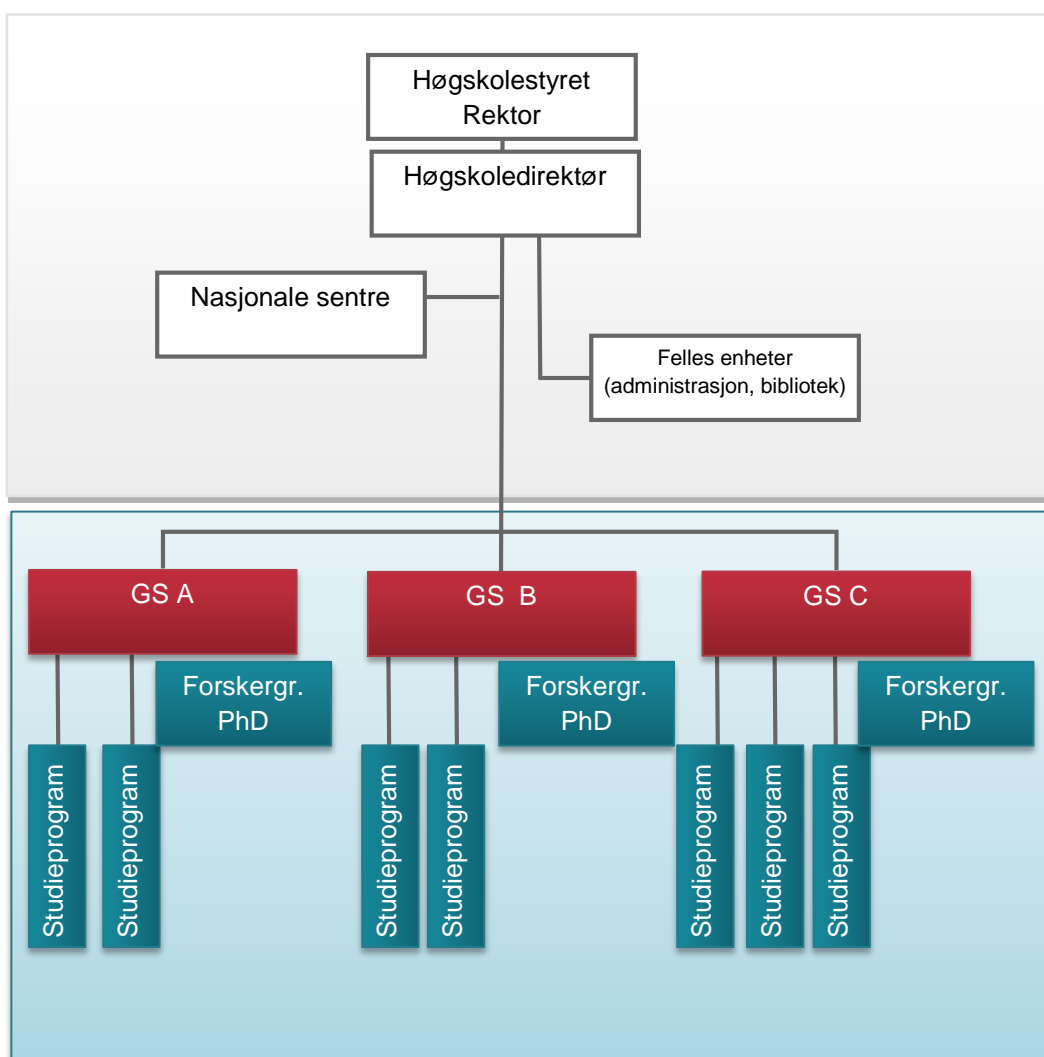 Høgskolestyret
Rektor
Høgskoledirektør
Nasjonale sentre
Felles enheter
(administrasjon, bibliotek)
GS A
GS B
GS C
Forskergr.
PhD
Forskergr.
PhD
Forskergr.
PhD
Studieprogram
Studieprogram
Studieprogram
Studieprogram
Studieprogram
Studieprogram
Studieprogram